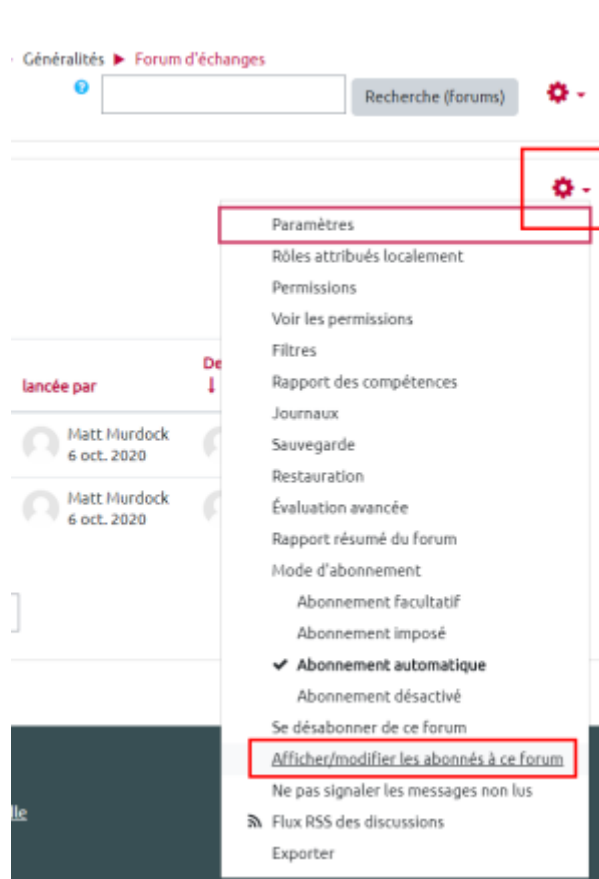 Généralités ▶ Forum d'échanges
Recherche (forums)
Paramètres
Rôles attribués localement
Permissions
Voir les permissions
Filtres
De
lancée par
Rapport des compétences
Journaux
Matt Murdock
6 oct. 2020
Sauvegarde
Restauration
Matt Murdock
6 oct. 2020
Évaluation avancée
Rapport résumé du forum
Mode d'abonnement
Abonnement facultatif
Abonnement imposé
✔ Abonnement automatique
Abonnement désactivé
Se désabonner de ce forum
Afficher/modifier les abonnés à ce forum
Ne pas signaler les messages non lus
lle
Flux RSS des discussions
Exporter